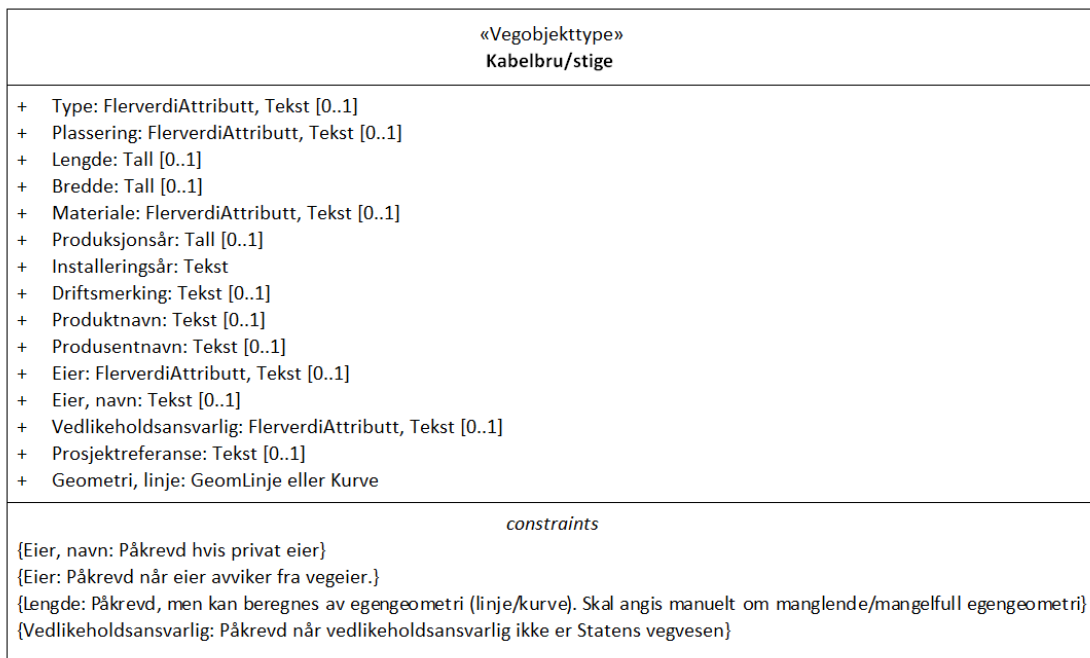 «Vegobjekttype»
Kabelbru/stige
+ Type: FlerverdiAttributt, Tekst [0..1]
+ Plassering: FlerverdiAttributt, Tekst [0..1]
+ Lengde: Tall [0..1]
+ Bredde: Tall [0..1]
+ Materiale: FlerverdiAttributt, Tekst [0..1]
+ Produksjonsår: Tall [0..1]
+ Installeringsår: Tekst
+ Driftsmerking: Tekst [0..1]
+ Produktnavn: Tekst [0..1]
+ Produsentnavn: Tekst [0..1]
+ Eier: FlerverdiAttributt, Tekst [0..1]
+ Eier, navn: Tekst [0..1]
+ Vedlikeholdsansvarlig: FlerverdiAttributt, Tekst [0..1]
+ Prosjektreferanse: Tekst [0..1]
+ Geometri, linje: GeomLinje eller Kurve
constraints
{Eier, navn: Påkrevd hvis privat eier}
{Eier: Påkrevd når eier avviker fra vegeier.}
{Lengde: Påkrevd, men kan beregnes av egengeometri (linje/kurve). Skal angis manuelt om manglende/mangelfull egengeometri}
{Vedlikeholdsansvarlig: Påkrevd når vedlikeholdsansvarlig ikke er Statens vegvesen}